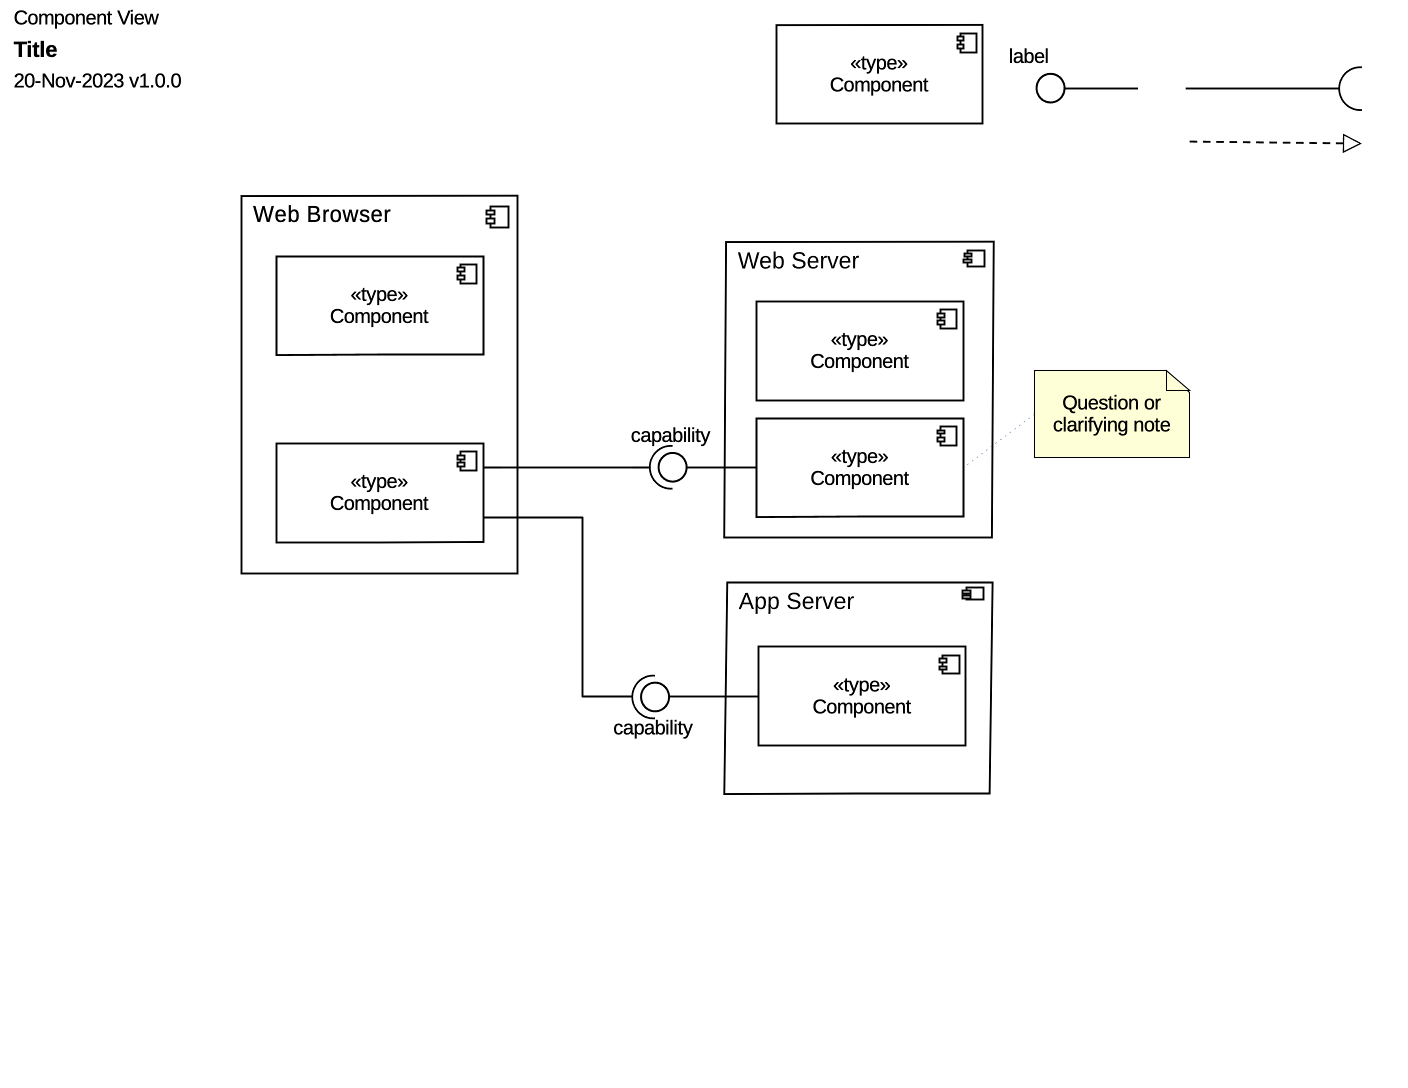 Component View
Title
20-Nov-2023 v1.0.0
«type»
Component
label
Web Browser
«type»
Component
«type»
Component
Web Server
«type»
Component
«type»
Component
Question or
clarifying note
capability
App Server
«type»
Component
capability